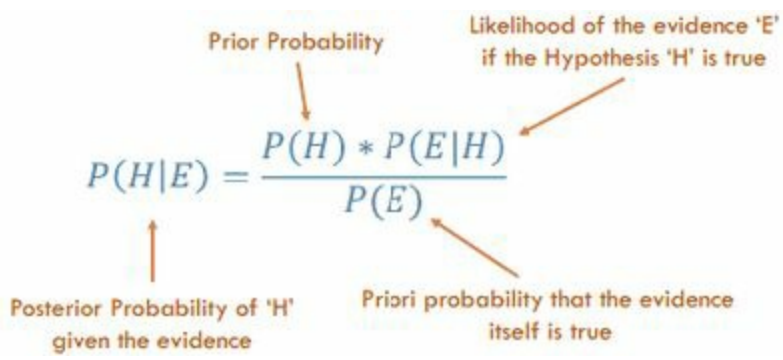 Prior Probability
Likelihood of the evidence 'E'
if the Hypothesis 'H' is true
P(H) * P(E|H)
P(H|E) =
P(E)
Posterior Probability of 'H'
given the evidence
Priori probability that the evidence
itself is true